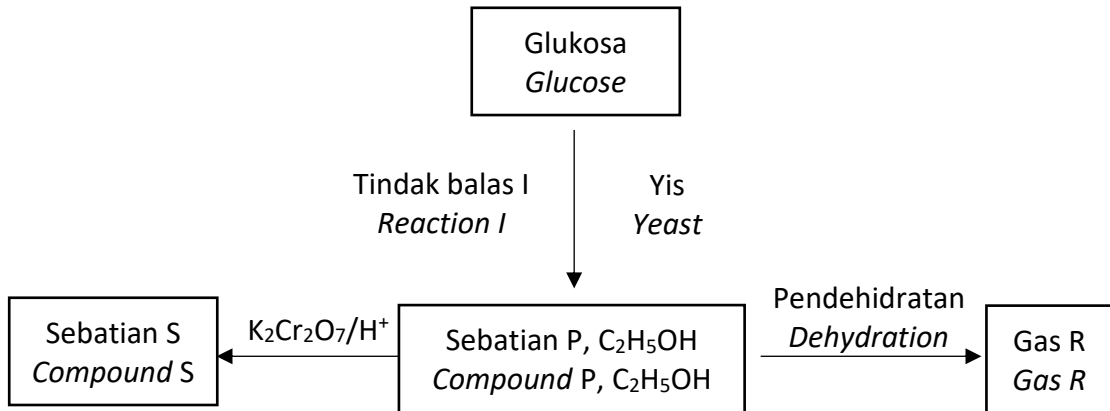 Glukosa
Glucose
Tindak balas I
Reaction I
Yis
Yeast
Sebatian S
Compound S
K₂Cr₂O₇/H⁺
Sebatian P, C₂H₅OH
Compound P, C₂H₅OH
Pendehidratan
Dehydration
Gas R
Gas R